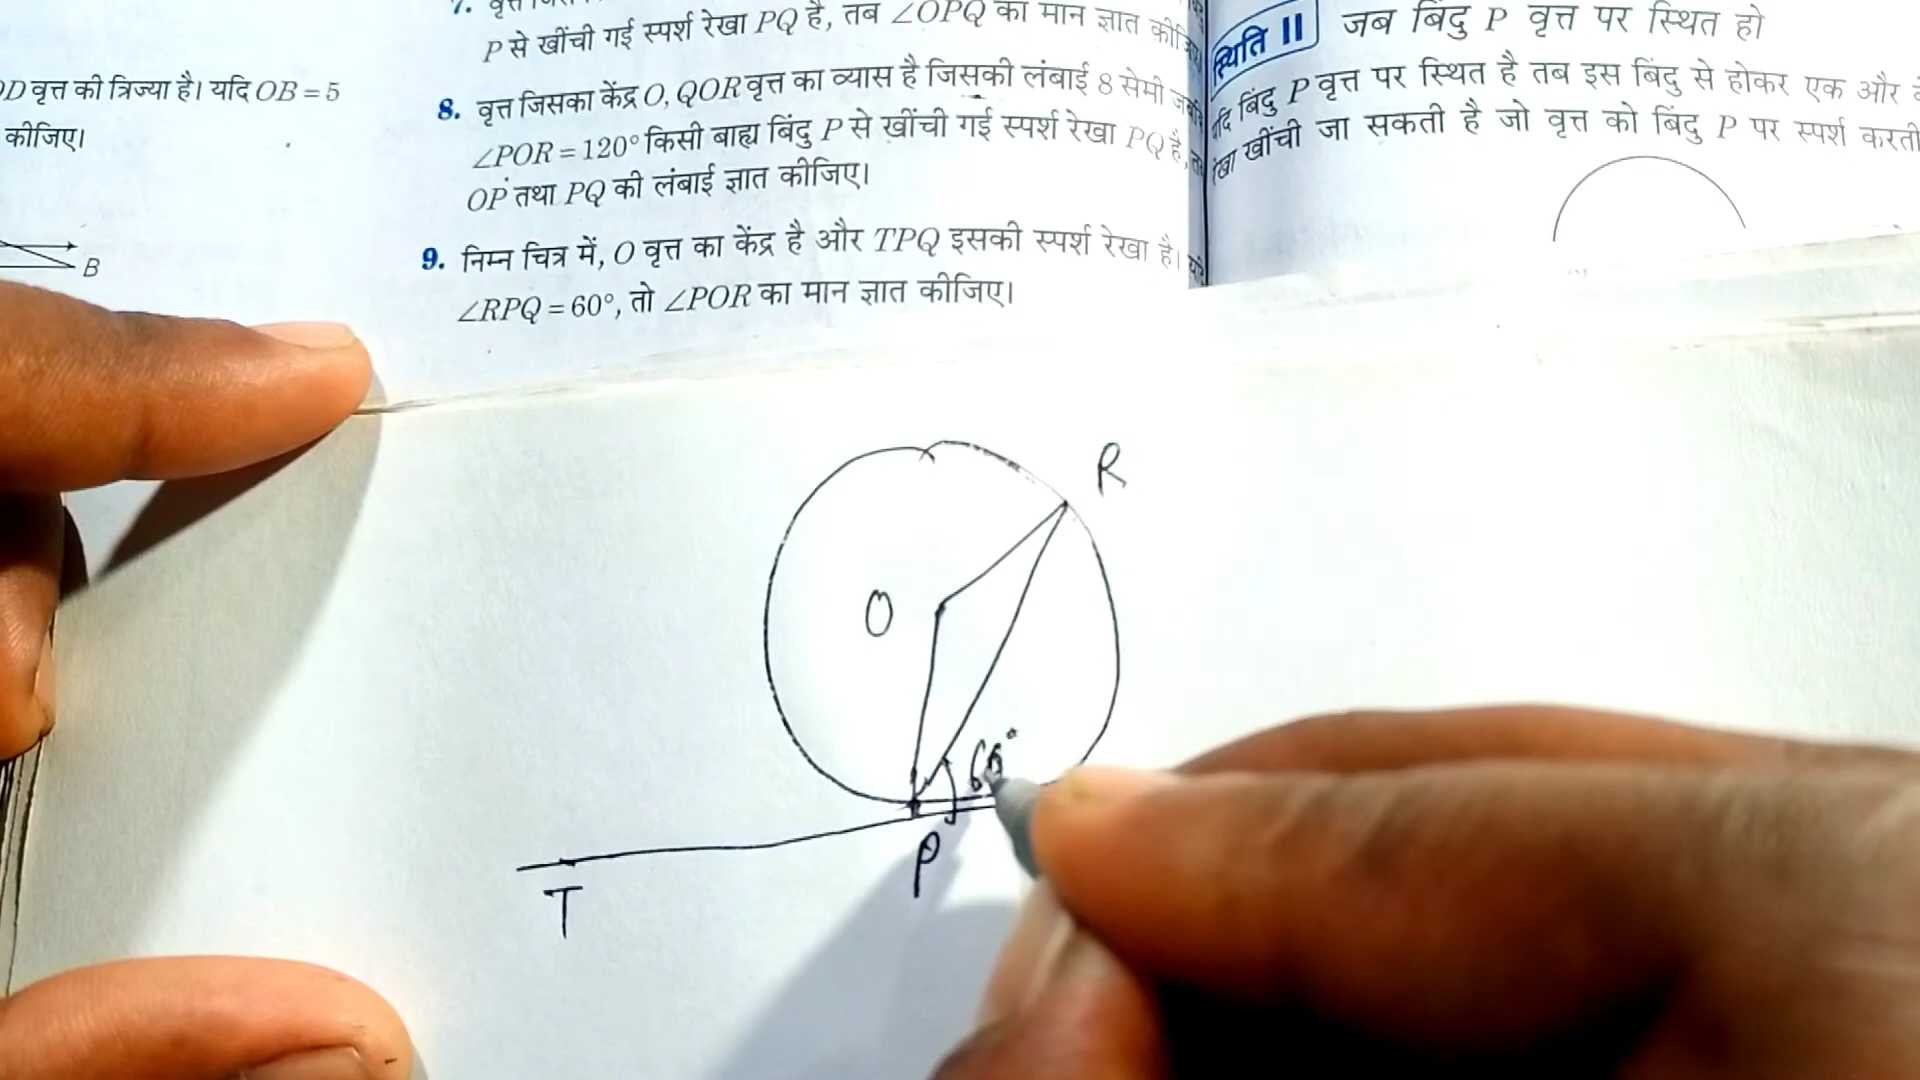 P से खींची गई स्पर्श रेखा PQ है, तब ∠OPQ का मान ज्ञात कीजिए।
OD वृत्त की त्रिज्या है। यदि OB = 5
कीजिए।
B
8. वृत्त जिसका केंद्र O, QOR वृत्त का व्यास है जिसकी लंबाई 8 सेमी
∠POR = 120° किसी बाह्य बिंदु P से खींची गई स्पर्श रेखा PQ है,
OP तथा PQ की लंबाई ज्ञात कीजिए।
9. निम्न चित्र में, O वृत्त का केंद्र है और TPQ इसकी स्पर्श रेखा है।
∠RPQ = 60°, तो ∠POR का मान ज्ञात कीजिए।
स्थिति II जब बिंदु P वृत्त पर स्थित हो
यदि बिंदु P वृत्त पर स्थित है तब इस बिंदु से होकर एक और
रेखा खींची जा सकती है जो वृत्त को बिंदु P पर स्पर्श करती
R
O
60°
P
T